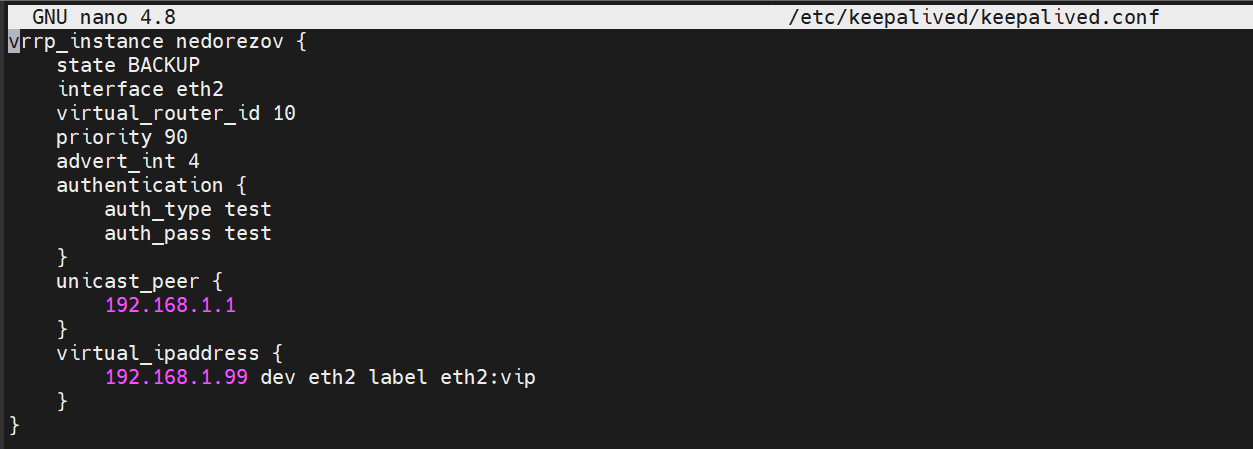 GNU nano 4.8 /etc/keepalived/keepalived.conf
vrrp_instance nedorezov {
    state BACKUP
    interface eth2
    virtual_router_id 10
    priority 90
    advert_int 4
    authentication {
        auth_type test
        auth_pass test
    }
    unicast_peer {
        192.168.1.1
    }
    virtual_ipaddress {
        192.168.1.99 dev eth2 label eth2:vip
    }
}